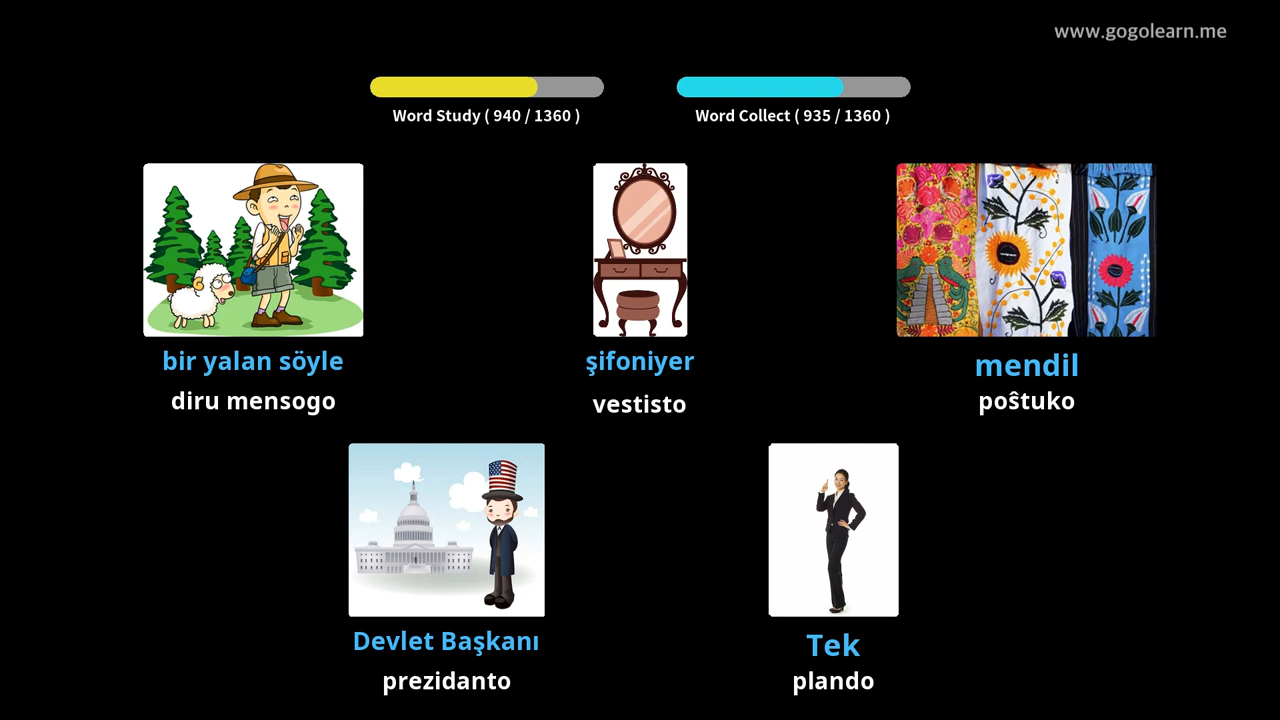 www.gogolearn.me
Word Study ( 940 / 1360 )
Word Collect ( 935 / 1360 )
bir yalan söyle
diru mensogo
şifoniyer
vestisto
mendil
poŝtuko
Devlet Başkanı
prezidanto
Tek
plando